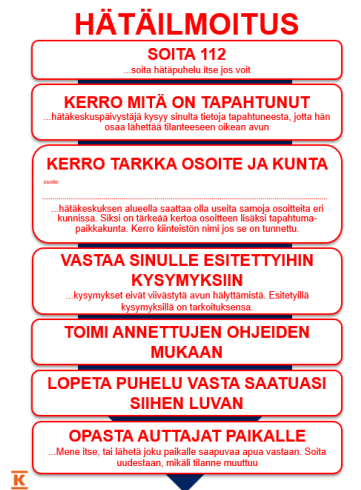 HÄTÄILMOITUS
SOITA 112
...soita hätäpuhelu itse jos voit
KERRO MITÄ ON TAPAHTUNUT
...hätäkeskuspäivystäjä kysyy sinulta tietoja tapahtuneesta, jotta hän
osaa lähettää tilanteeseen oikean avun
KERRO TARKKA OSOITE JA KUNTA
osoite:
...hätäkeskuksen alueella saattaa olla useita samoja osoitteita eri
kunnissa. Siksi on tärkeää kertoa osoitteen lisäksi tapahtuma-
paikkakunta. Kerro kiinteistön nimi jos se on tunnettu.
VASTAA SINULLE ESITETTYIHIN
KYSYMYKSIIN
...kysymykset eivät viivästytä avun hälyttämistä. Esitetyillä
kysymyksillä on tarkoituksensa.
TOIMI ANNETTUJEN OHJEIDEN
MUKAAN
LOPETA PUHELU VASTA SAATUASI
SIIHEN LUVAN
OPASTA AUTTAJAT PAIKALLE
...Mene itse, tai lähetä joku paikalle saapuvaa apua vastaan. Soita
uudestaan, mikäli tilanne muuttuu
K